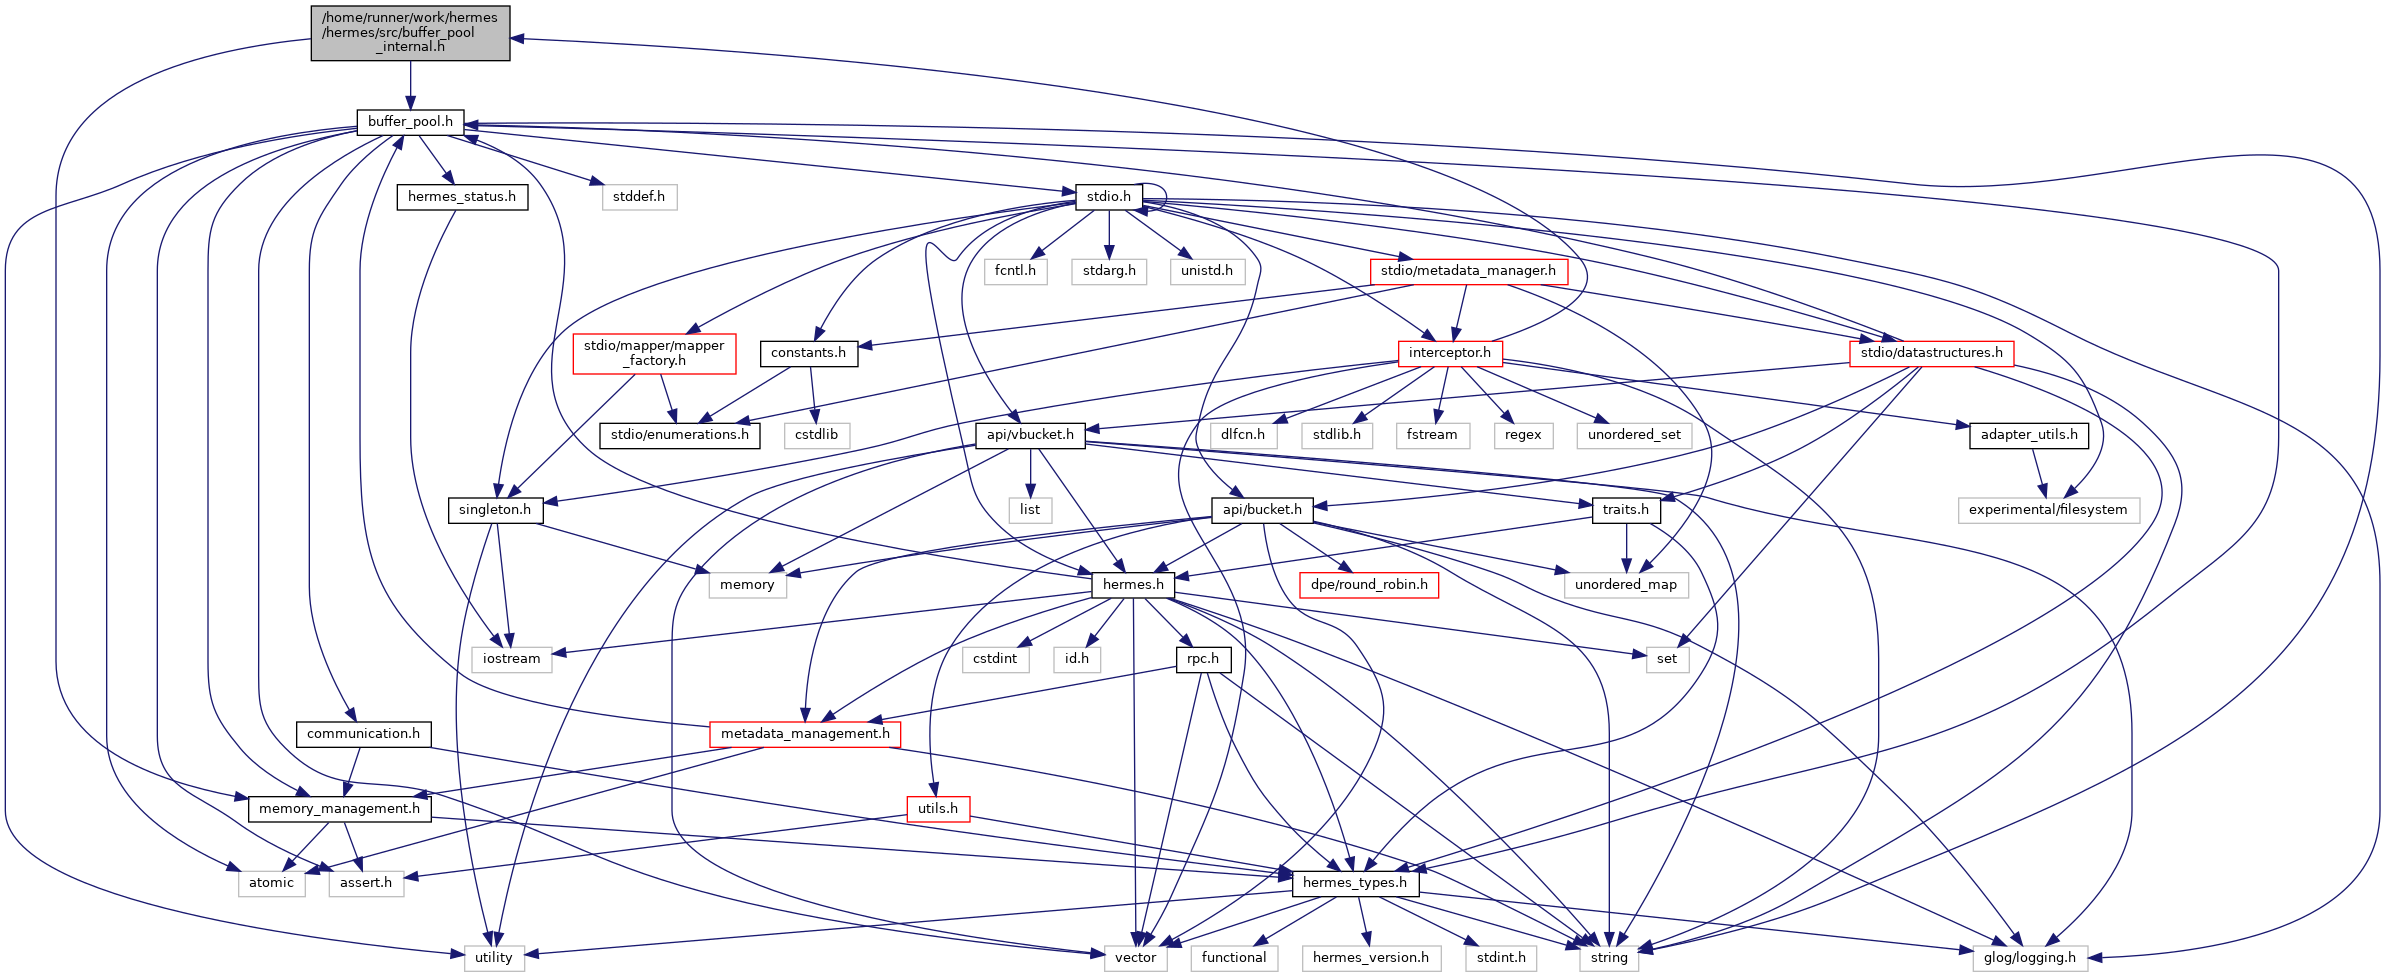 /home/runner/work/hermes
/hermes/src/buffer_pool
_internal.h
buffer_pool.h
hermes_status.h
stddef.h
stdio.h
fcntl.h
stdarg.h
unistd.h
stdio/metadata_manager.h
stdio/mapper/mapper
_factory.h
constants.h
interceptor.h
stdio/datastructures.h
stdio/enumerations.h
cstdlib
api/vbucket.h
dlfcn.h
stdlib.h
fstream
regex
unordered_set
adapter_utils.h
singleton.h
list
api/bucket.h
traits.h
experimental/filesystem
memory
hermes.h
dpe/round_robin.h
unordered_map
iostream
cstdint
id.h
rpc.h
set
communication.h
metadata_management.h
memory_management.h
utils.h
atomic
assert.h
hermes_types.h
utility
vector
functional
hermes_version.h
stdint.h
string
glog/logging.h